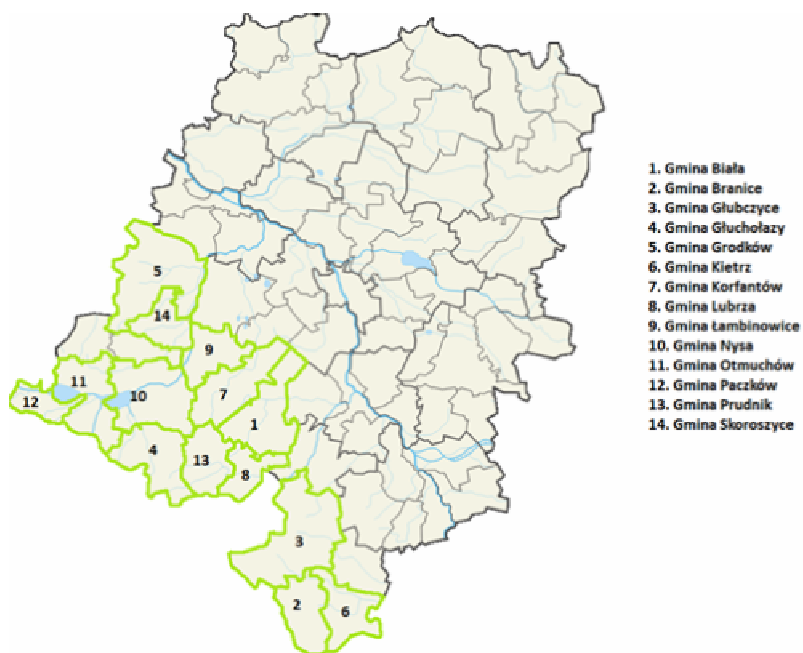 1. Gmina Biała
2. Gmina Branice
3. Gmina Głubczyce
4. Gmina Głuchołazy
5. Gmina Grodków
6. Gmina Kietrz
7. Gmina Korfantów
8. Gmina Lubrza
9. Gmina Łambinowice
10. Gmina Nysa
11. Gmina Otmuchów
12. Gmina Paczków
13. Gmina Prudnik
14. Gmina Skoroszyce
5
14
9
11
10
7
12
1
4
13
8
3
2
6